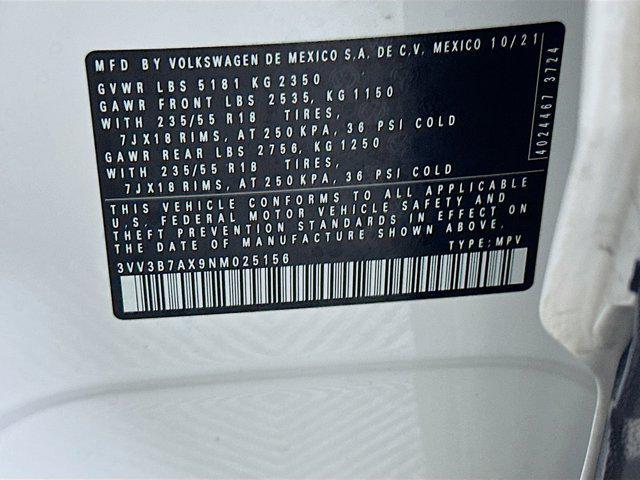 MFD BY VOLKSWAGEN DE MEXICO S.A. DE C.V. MEXICO 10/21
GVWR LBS 5181 KG 2350
GAWR FRONT LBS 2535, KG 1150
WITH 235/55 R18 TIRES,
7JX18 RIMS, AT 250 KPA, 36 PSI COLD
GAWR REAR LBS 2756, KG 1250
WITH 235/55 R18 TIRES,
7JX18 RIMS, AT 250 KPA, 36 PSI COLD
THIS VEHICLE CONFORMS TO ALL APPLICABLE
U.S. FEDERAL MOTOR VEHICLE SAFETY AND
THEFT PREVENTION STANDARDS IN EFFECT ON
THE DATE OF MANUFACTURE SHOWN ABOVE.
TYPE: MPV
3VV3B7AX9NM025156
4024467 3724